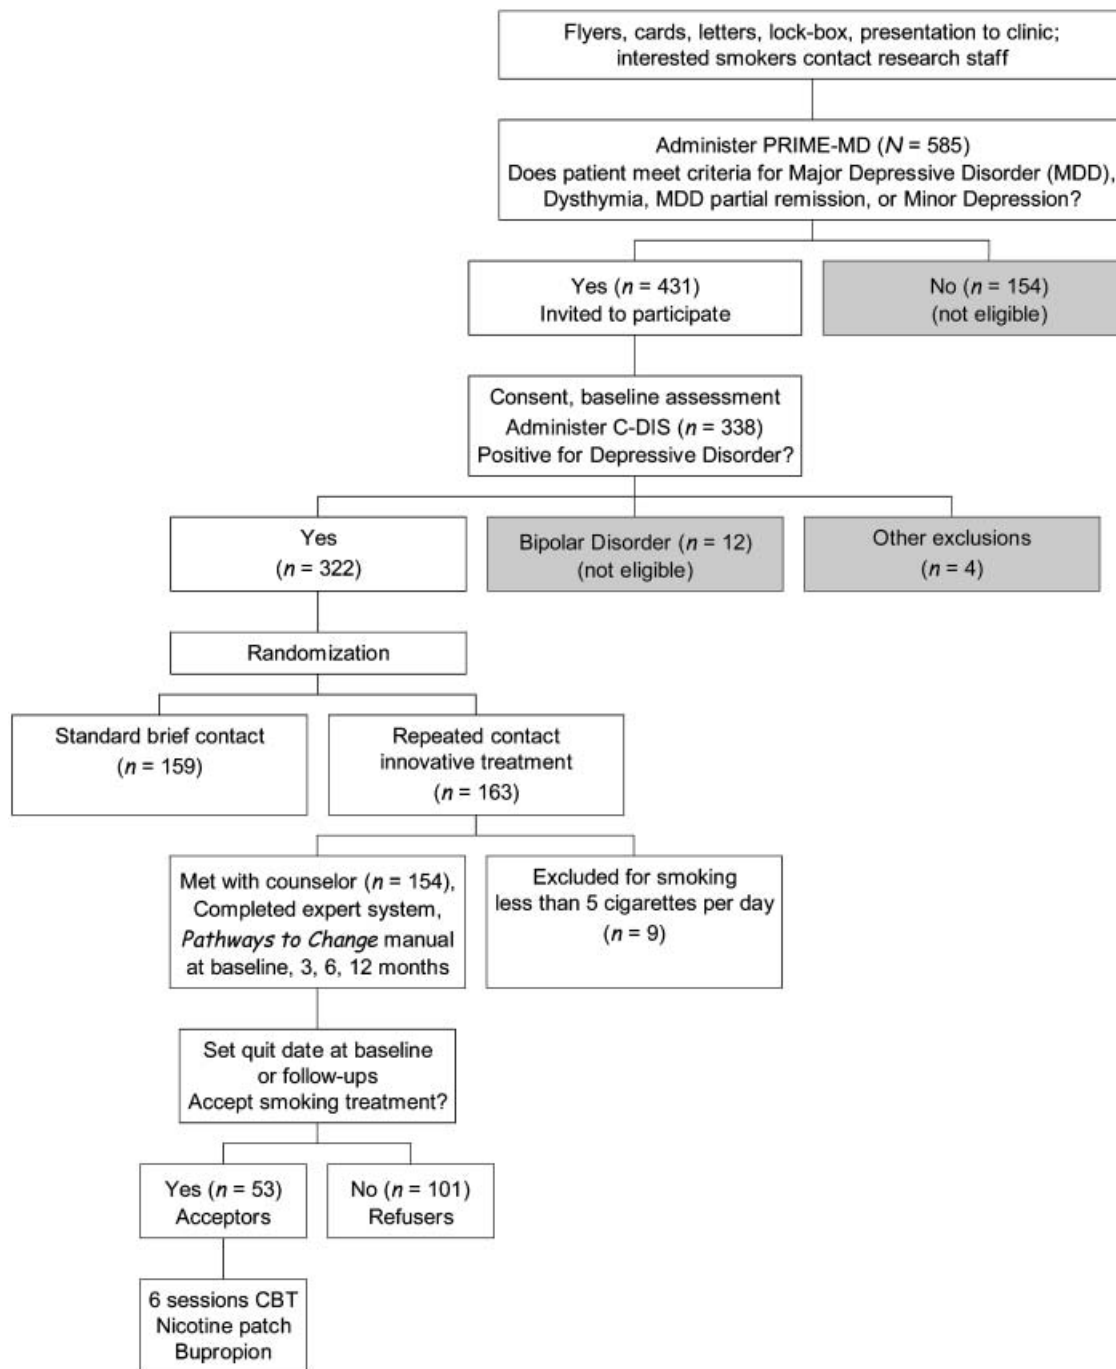 Flyers, cards, letters, lock-box, presentation to clinic;
interested smokers contact research staff
Administer PRIME-MD (N = 585)
Does patient meet criteria for Major Depressive Disorder (MDD),
Dysthymia, MDD partial remission, or Minor Depression?
Yes (n = 431)
Invited to participate
No (n = 154)
(not eligible)
Consent, baseline assessment
Administer C-DIS (n = 338)
Positive for Depressive Disorder?
Yes
(n = 322)
Bipolar Disorder (n = 12)
(not eligible)
Other exclusions
(n = 4)
Randomization
Standard brief contact
(n = 159)
Repeated contact
innovative treatment
(n = 163)
Met with counselor (n = 154),
Completed expert system,
Pathways to Change manual
at baseline, 3, 6, 12 months
Excluded for smoking
less than 5 cigarettes per day
(n = 9)
Set quit date at baseline
or follow-ups
Accept smoking treatment?
Yes (n = 53)
Acceptors
No (n = 101)
Refusers
6 sessions CBT
Nicotine patch
Bupropion